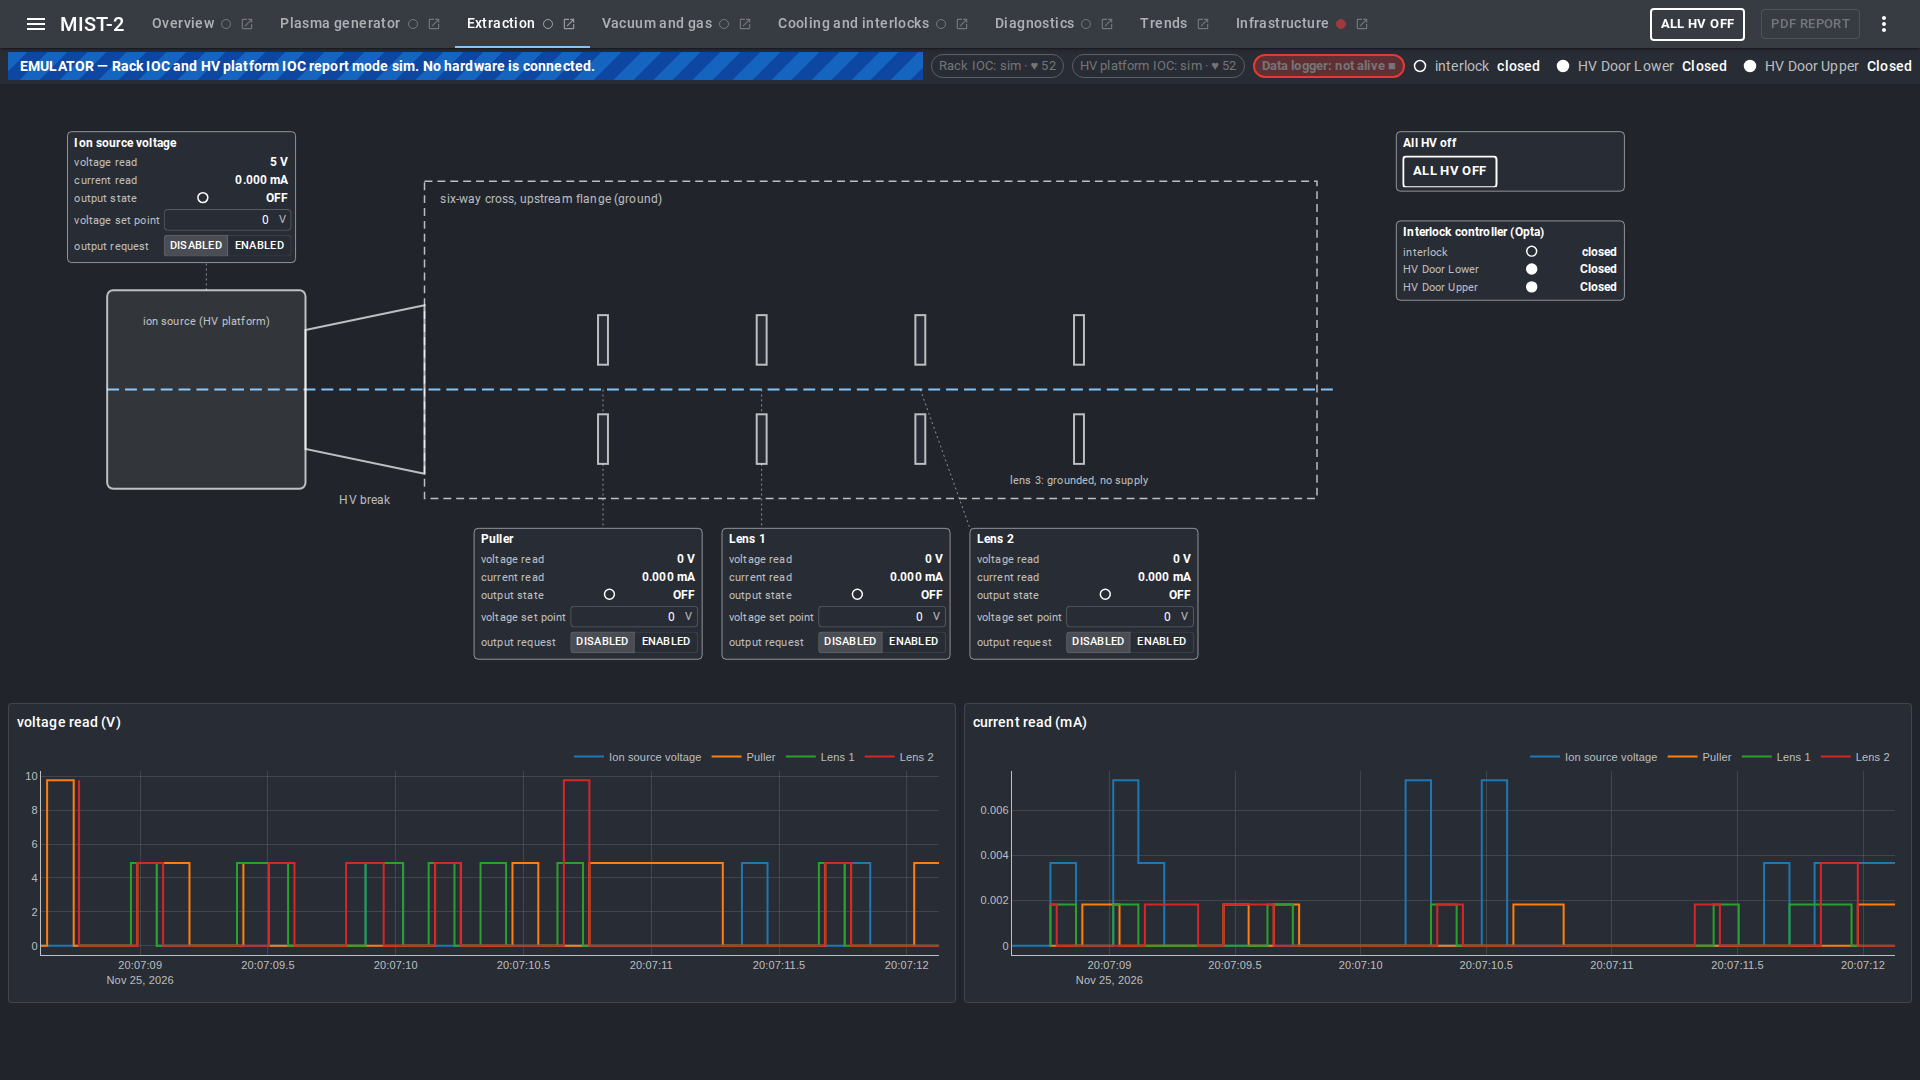 MIST-2 Overview Plasma generator Extraction Vacuum and gas Cooling and interlocks Diagnostics Trends Infrastructure ALL HV OFF PDF REPORT
EMULATOR — Rack IOC and HV platform IOC report mode sim. No hardware is connected. Rack IOC: sim · ♥ 52 HV platform IOC: sim · ♥ 52 Data logger: not alive ■ interlock closed HV Door Lower Closed HV Door Upper Closed
Ion source voltage
voltage read 5 V
current read 0.000 mA
output state OFF
voltage set point 0 V
output request DISABLED ENABLED
All HV off
ALL HV OFF
Interlock controller (Opta)
interlock closed
HV Door Lower Closed
HV Door Upper Closed
six-way cross, upstream flange (ground)
ion source (HV platform)
HV break
lens 3: grounded, no supply
Puller
voltage read 0 V
current read 0.000 mA
output state OFF
voltage set point 0 V
output request DISABLED ENABLED
Lens 1
voltage read 0 V
current read 0.000 mA
output state OFF
voltage set point 0 V
output request DISABLED ENABLED
Lens 2
voltage read 0 V
current read 0.000 mA
output state OFF
voltage set point 0 V
output request DISABLED ENABLED
voltage read (V)
Ion source voltage Puller Lens 1 Lens 2
10
8
6
4
2
0
20:07:09 20:07:09.5 20:07:10 20:07:10.5 20:07:11 20:07:11.5 20:07:12
Nov 25, 2026
current read (mA)
Ion source voltage Puller Lens 1 Lens 2
0.006
0.004
0.002
0
20:07:09 20:07:09.5 20:07:10 20:07:10.5 20:07:11 20:07:11.5 20:07:12
Nov 25, 2026